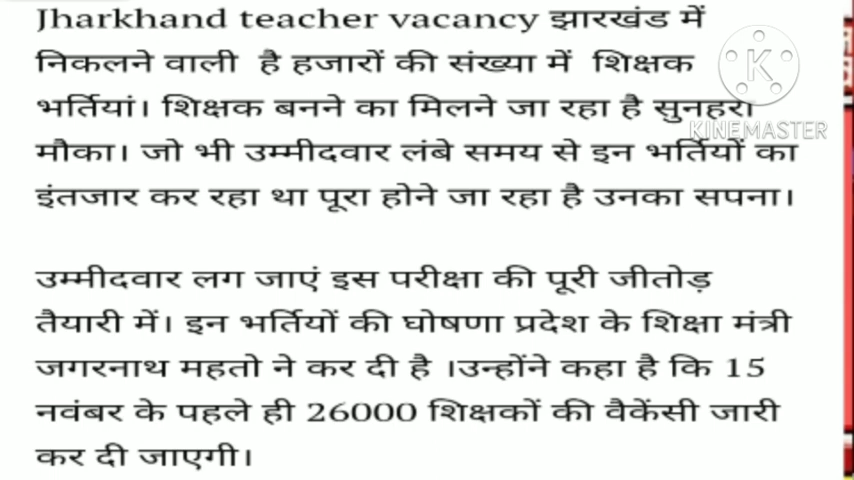 Jharkhand teacher vacancy झारखंड में
निकलने वाली है हजारों की संख्या में शिक्षक
भर्तियां। शिक्षक बनने का मिलने जा रहा है सुनहरा
मौका। जो भी उम्मीदवार लंबे समय से इन भर्तियों का
इंतजार कर रहा था पूरा होने जा रहा है उनका सपना।
उम्मीदवार लग जाएं इस परीक्षा की पूरी जीतोड़
तैयारी में। इन भर्तियों की घोषणा प्रदेश के शिक्षा मंत्री
जगरनाथ महतो ने कर दी है ।उन्होंने कहा है कि 15
नवंबर के पहले ही 26000 शिक्षकों की वैकेंसी जारी
कर दी जाएगी।
K
KINEMASTER